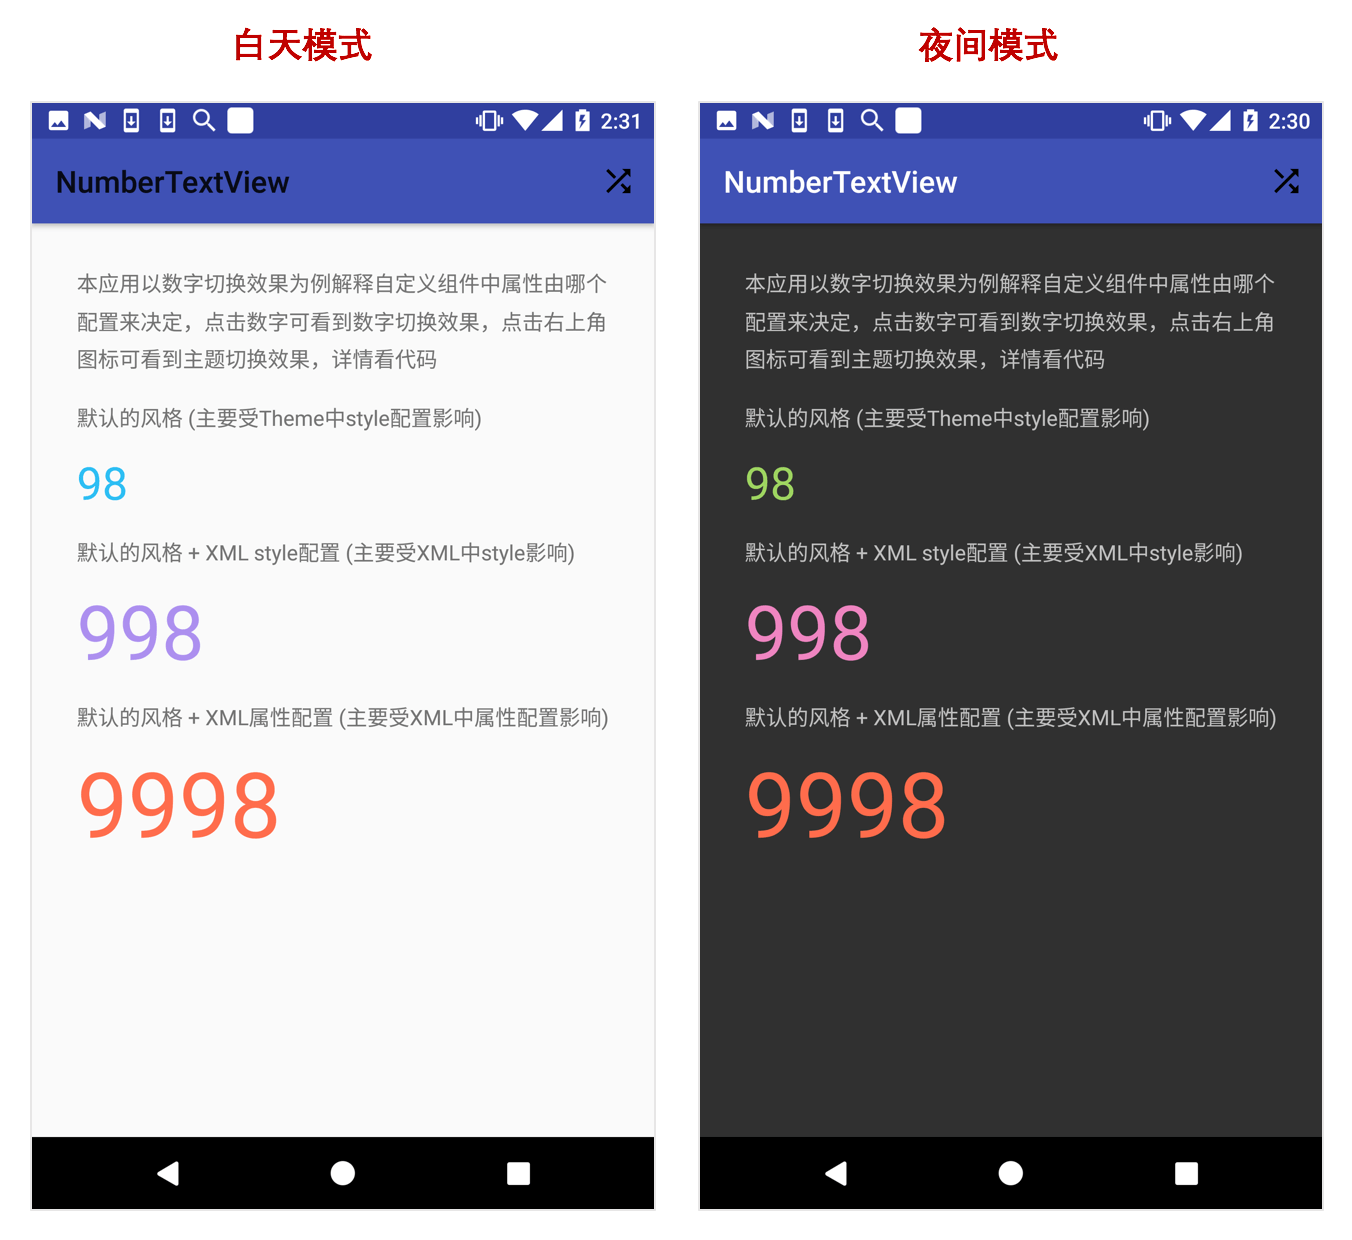 白天模式
2:31
NumberTextView
本应用以数字切换效果为例解释自定义组件中属性由哪个
配置来决定，点击数字可看到数字切换效果，点击右上角
图标可看到主题切换效果，详情看代码
默认的风格 (主要受Theme中style配置影响)
98
默认的风格 + XML style配置 (主要受XML中style影响)
998
默认的风格 + XML属性配置 (主要受XML中属性配置影响)
9998
夜间模式
2:30
NumberTextView
本应用以数字切换效果为例解释自定义组件中属性由哪个
配置来决定，点击数字可看到数字切换效果，点击右上角
图标可看到主题切换效果，详情看代码
默认的风格 (主要受Theme中style配置影响)
98
默认的风格 + XML style配置 (主要受XML中style影响)
998
默认的风格 + XML属性配置 (主要受XML中属性配置影响)
9998